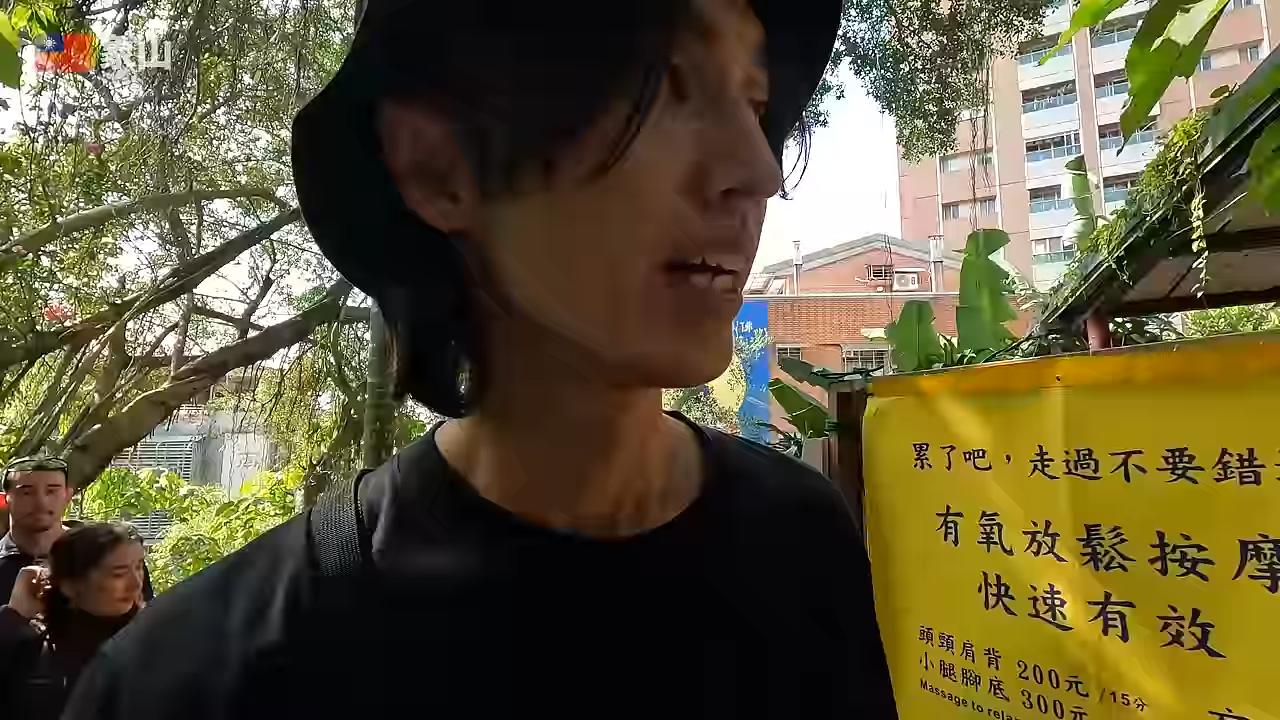 象山
累了吧，走過不要錯
有氧放鬆按摩
快速有效
頭頸肩背 200元 /15分
小腿腳底 300元
Massage to relax